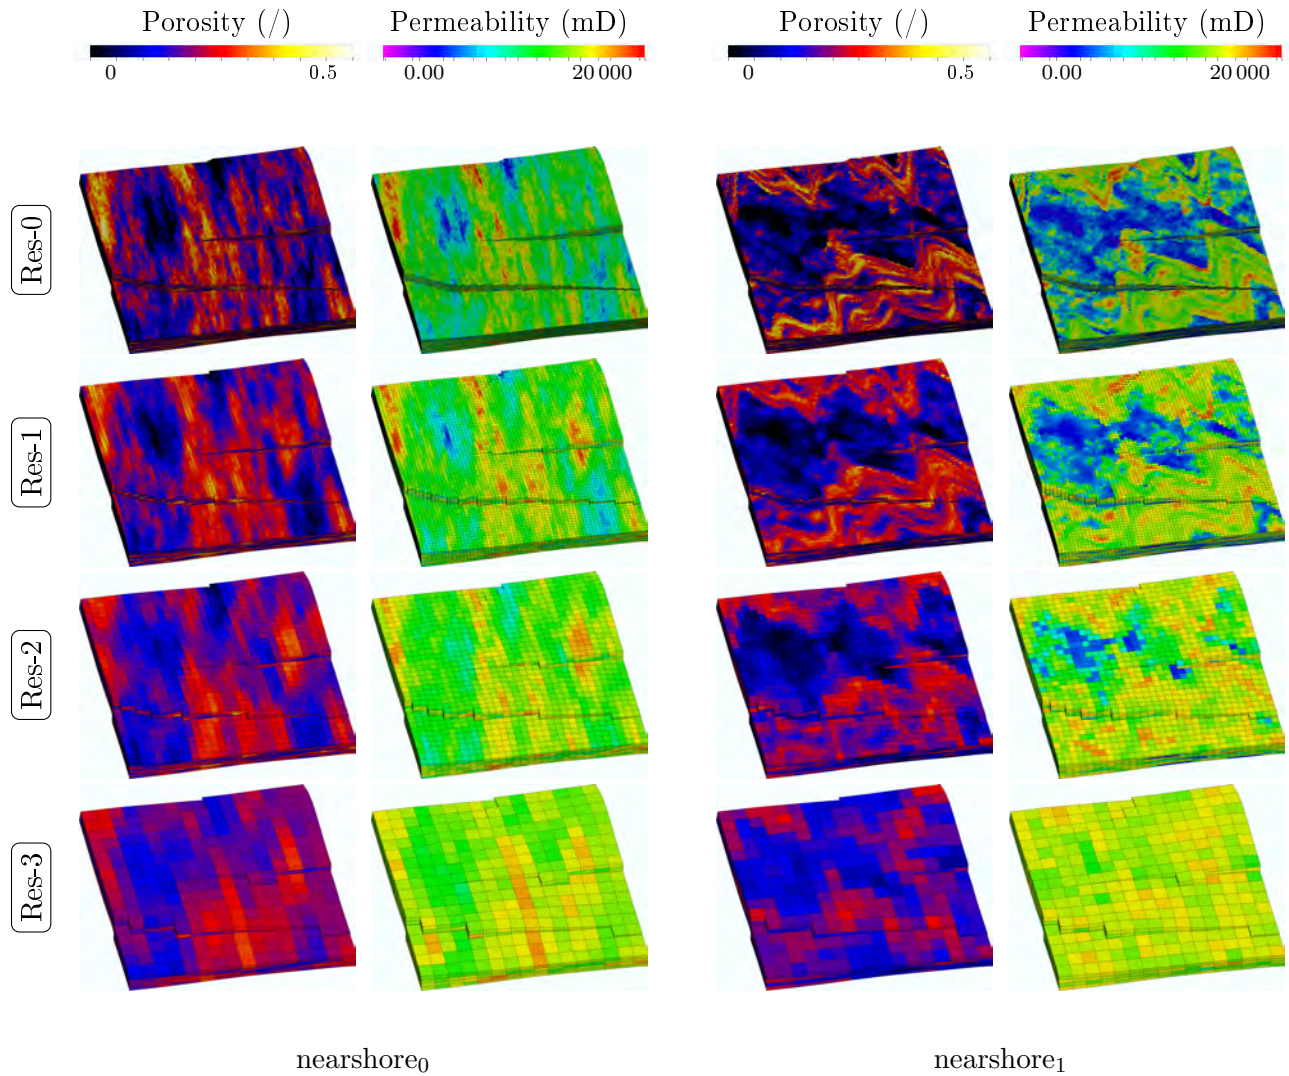 Porosity (/) Permeability (mD) Porosity (/) Permeability (mD)
0 0.5 0.00 20 000 0 0.5 0.00 20 000
Res-0
Res-1
Res-2
Res-3
nearshore₀ nearshore₁